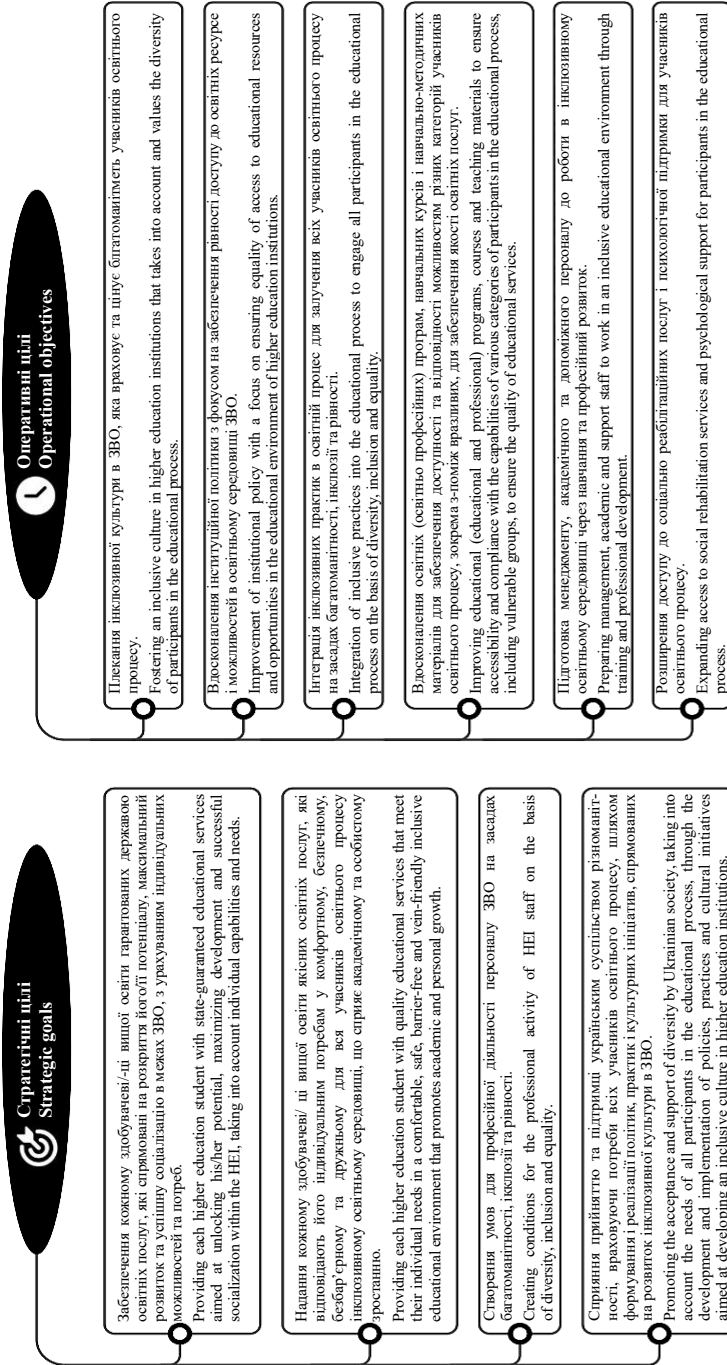 Стратегічні цілі
Strategic goals
Забезпечення кожному здобувачеві/-ці вищої освіти гарантованих державою
освітніх послуг, які спрямовані на розкриття його/її потенціалу, максимальний
розвиток та успішну соціалізацію в межах ЗВО, з урахуванням індивідуальних
можливостей та потреб.
Providing each higher education student with state-guaranteed educational services
aimed at unlocking his/her potential, maximizing development and successful
socialization within the HEI, taking into account individual capabilities and needs.
Надання кожному здобувачеві/ ці вищої освіти якісних освітніх послуг, які
відповідають його індивідуальним потребам у комфортному, безпечному,
безбар'єрному та дружньому для вся учасників освітнього процесу
інклюзивному освітньому середовищі, що сприяє академічному та особистому
зростанню.
Providing each higher education student with quality educational services that meet
their individual needs in a comfortable, safe, barrier-free and vein-friendly inclusive
educational environment that promotes academic and personal growth.
Створення умов для професійної діяльності персоналу ЗВО на засадах
багатоманітності, інклюзії та рівності.
Creating conditions for the professional activity of HEI staff on the basis
of diversity, inclusion and equality.
Сприяння прийняттю та підтримці українським суспільством різноманіт-
ності, враховуючи потреби всіх учасників освітнього процесу, шляхом
формування і реалізації політик, практик і культурних ініціатив, спрямованих
на розвиток інклюзивної культури в ЗВО.
Promoting the acceptance and support of diversity by Ukrainian society, taking into
account the needs of all participants in the educational process, through the
development and implementation of policies, practices and cultural initiatives
aimed at developing an inclusive culture in higher education institutions.
Оперативні цілі
Operational objectives
Плекання інклюзивної культури в ЗВО, яка враховує та цінує блгатомаітметь учасників освітнього
процесу.
Fostering an inclusive culture in higher education institutions that takes into account and values the diversity
of participants in the educational process.
Вдосконалення інституційної політики з фокусом на забезпечення рівності доступу до освітніх ресурсе
і можливостей в освітньому середовищі ЗВО.
Improvement of institutional policy with a focus on ensuring equality of access to educational resources
and opportunities in the educational environment of higher education institutions.
Інтеграція інклюзивних практик в освітній процес для залучення всіх учасників освітнього процесу
на засадах багатоманітності, інклюзії та рівності.
Integration of inclusive practices into the educational process to engage all participants in the educational
process on the basis of diversity, inclusion and equality.
Вдосконалення освітніх (освітньо професійних) програм, навчальних курсів і навчально-методичних
матеріалів для забезпечення доступності та відповідності можливостям різних категорій учасників
освітнього процесу, зокрема з-поміж вразливих, для забезпечення якості освітніх послуг.
Improving educational (educational and professional) programs, courses and teaching materials to ensure
accessibility and compliance with the capabilities of various categories of participants in the educational process,
including vulnerable groups, to ensure the quality of educational services.
Підготовка менеджменту, академічного та допоміжного персоналу до роботи в інклюзивному
освітньому середовищі через навчання та професійний розвиток.
Preparing management, academic and support staff to work in an inclusive educational environment through
training and professional development.
Розширення доступу до соціально реабілітаційних послуг і психологічної підтримки для учасників
освітнього процесу.
Expanding access to social rehabilitation services and psychological support for participants in the educational
process.